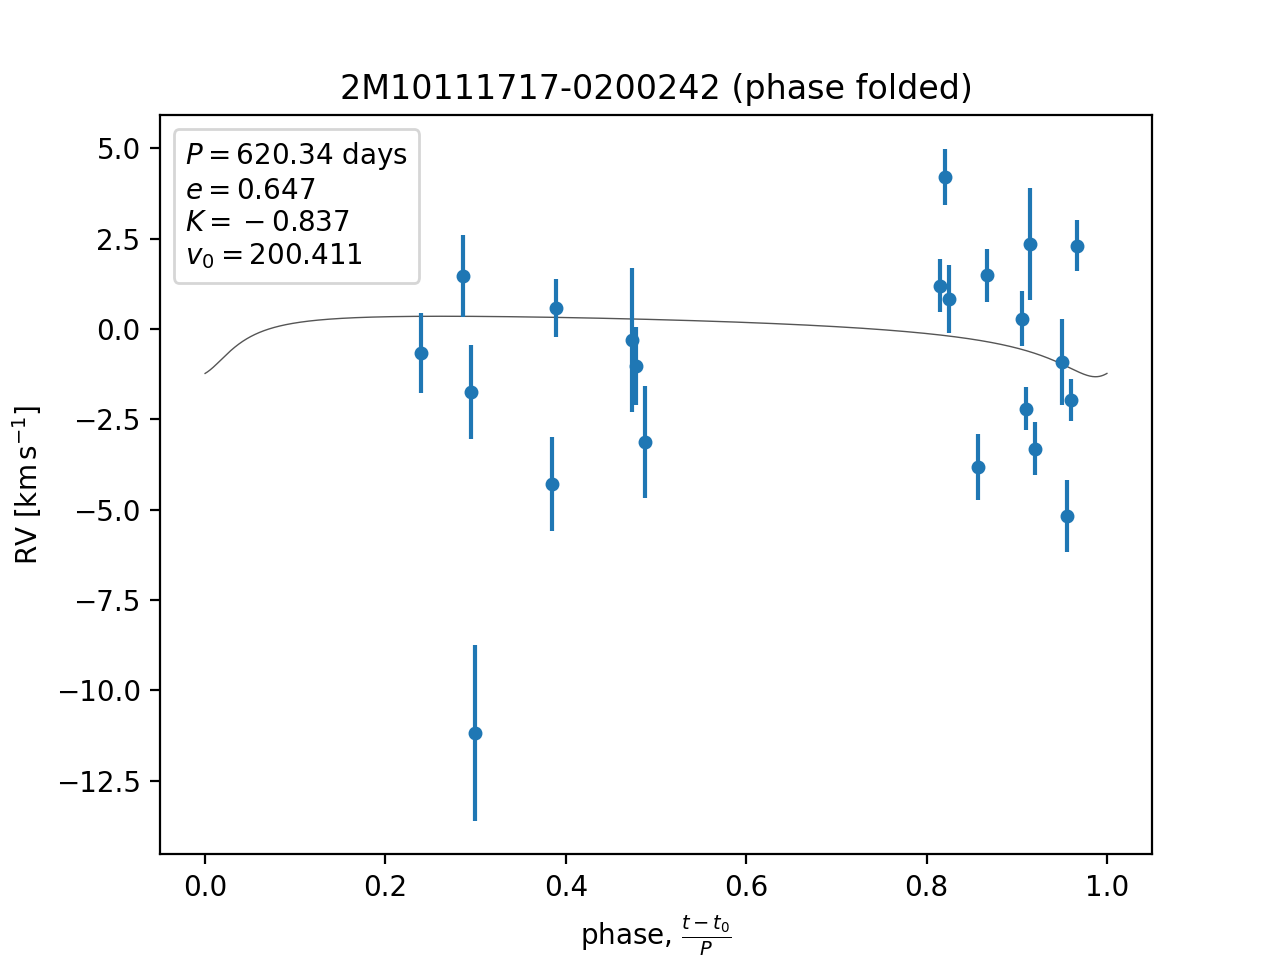 2M10111717-0200242 (phase folded)
P = 620.34 days
e = 0.647
K = −0.837
v₀ = 200.411
5.0
2.5
0.0
−2.5
−5.0
−7.5
−10.0
−12.5
RV [km s⁻¹]
0.0 0.2 0.4 0.6 0.8 1.0
phase, (t − t₀)/P